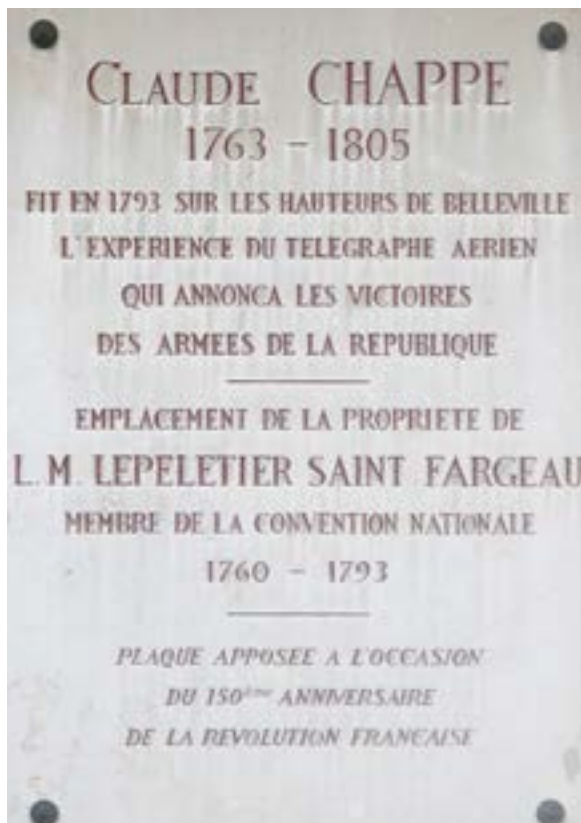 CLAUDE CHAPPE
1763 - 1805
FIT EN 1793 SUR LES HAUTEURS DE BELLEVILLE
L'EXPERIENCE DU TELEGRAPHE AERIEN
QUI ANNONCA LES VICTOIRES
DES ARMEES DE LA REPUBLIQUE
EMPLACEMENT DE LA PROPRIETE DE
L. M. LEPELETIER SAINT FARGEAU
MEMBRE DE LA CONVENTION NATIONALE
1760 - 1793
PLAQUE APPOSEE A L'OCCASION
DU 150ème ANNIVERSAIRE
DE LA REVOLUTION FRANCAISE